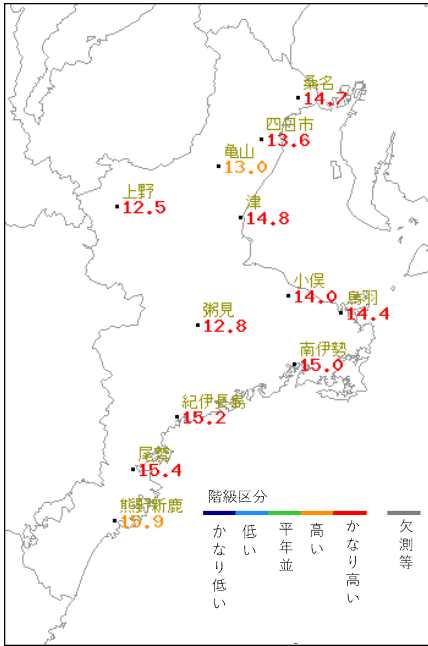 桑名
14.7
四日市
13.6
亀山
13.0
上野
12.5
津
14.8
小俣
14.0
鳥羽
14.4
粥見
12.8
南伊勢
15.0
紀伊長島
15.2
尾鷲
15.4
熊野新鹿
15.9
階級区分
かなり低い
低い
平年並
高い
かなり高い
欠測等